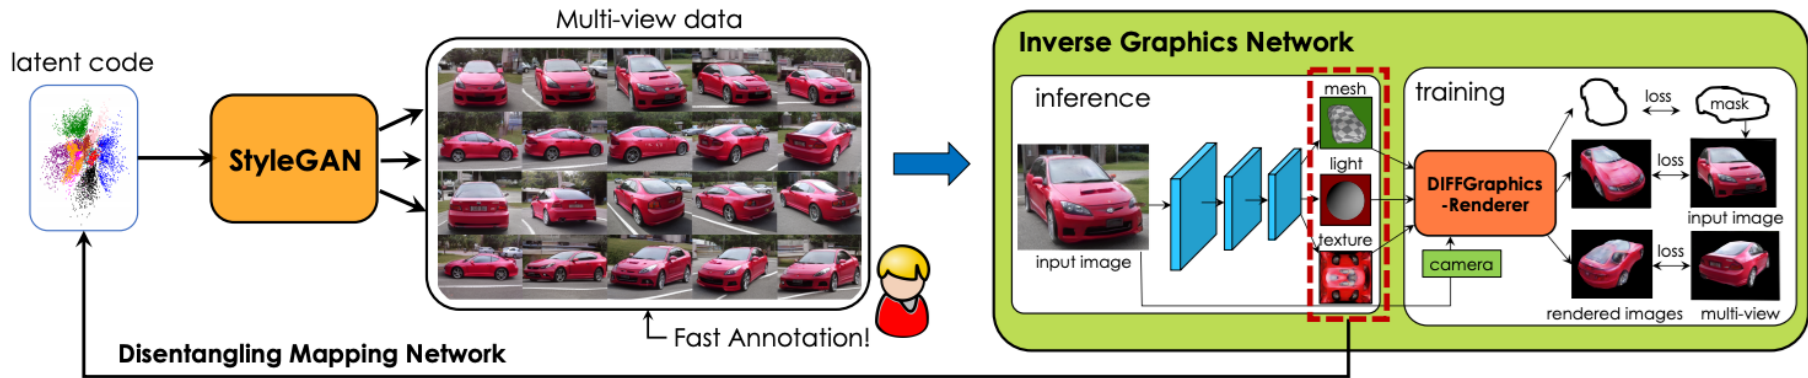 Multi-view data
latent code
StyleGAN
Fast Annotation!
Disentangling Mapping Network
Inverse Graphics Network
inference
input image
mesh
light
texture
training
camera
DIFFGraphics
-Renderer
loss
mask
loss
input image
loss
rendered images
multi-view